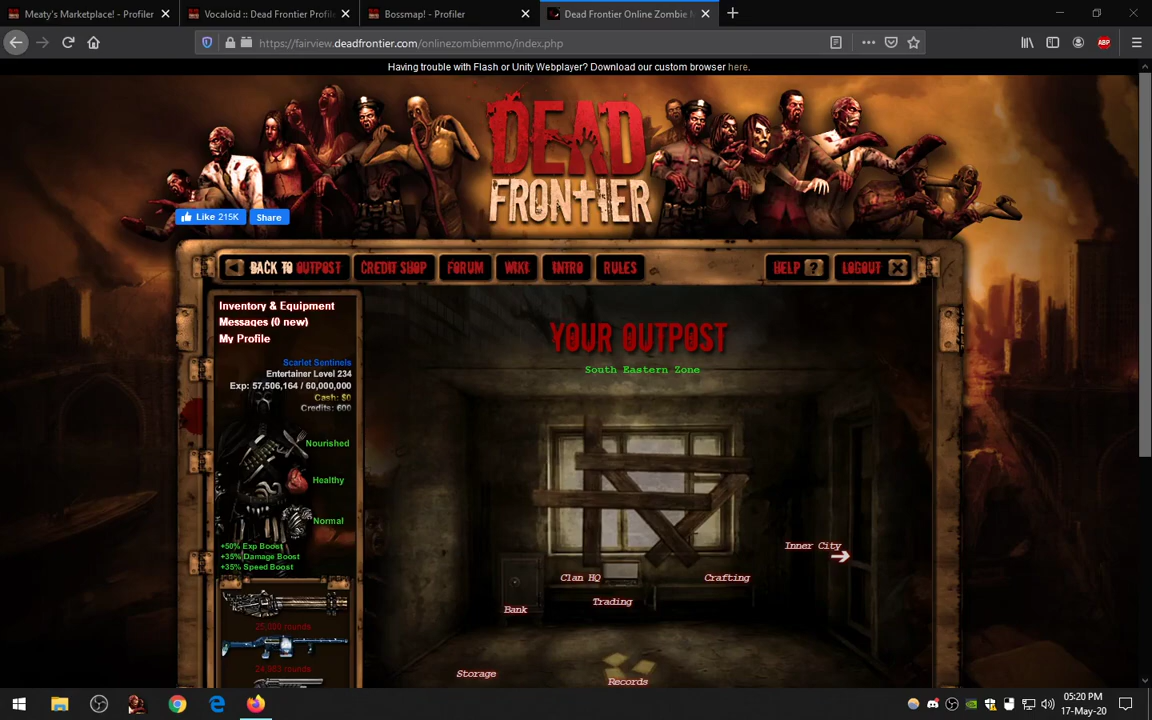 Meaty's Marketplace! - Profiler
Vocaloid :: Dead Frontier Profile
Bossmap! - Profiler
Dead Frontier Online Zombie M
https://fairview.deadfrontier.com/onlinezombiemmo/index.php
ABP
Having trouble with Flash or Unity Webplayer? Download our custom browser here.
DEAD
FRONTIER
Like 215K
Share
BACK TO OUTPOST
CREDIT SHOP
FORUM
WIKI
INTRO
RULES
HELP ?
LOGOUT X
Inventory & Equipment
Messages (0 new)
My Profile
Scarlet Sentinels
Entertainer Level 234
Exp: 57,506,164 / 60,000,000
Cash: $0
Credits: 600
Nourished
Healthy
Normal
+50% Exp Boost
+35% Damage Boost
+35% Speed Boost
YOUR OUTPOST
South Eastern Zone
Inner City
Clan HQ
Crafting
Trading
Bank
Storage
Records
24,963 rounds
05:20 PM
17-May-20